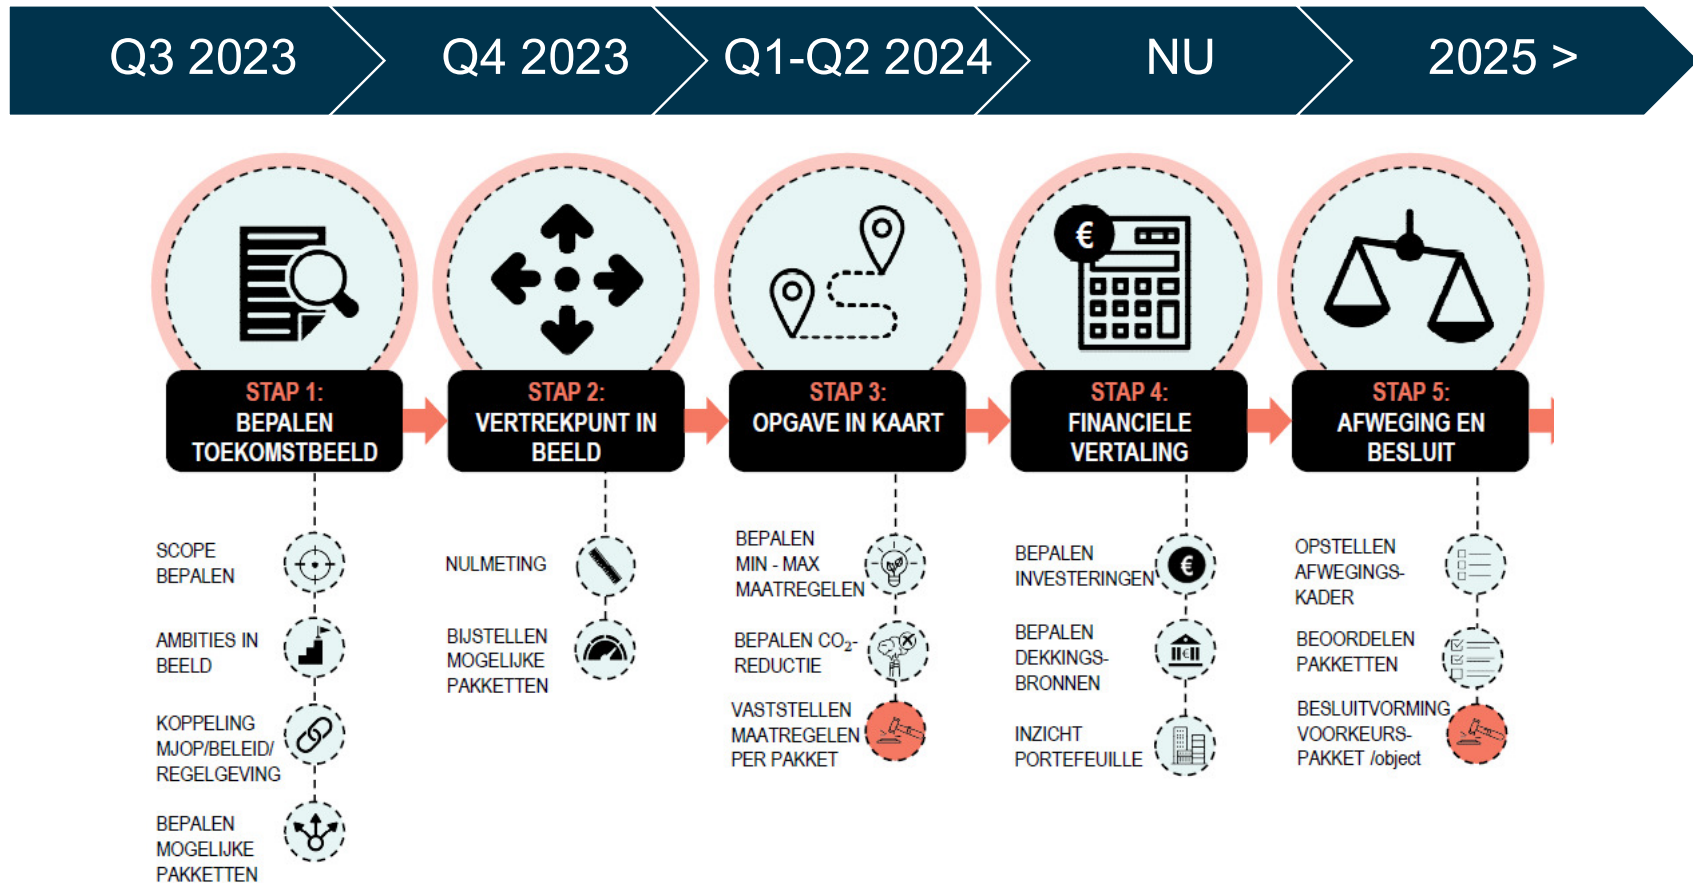 Q3 2023
Q4 2023
Q1-Q2 2024
NU
2025 >
€
STAP 1:
BEPALEN
TOEKOMSTBEELD
STAP 2:
VERTREKPUNT IN
BEELD
STAP 3:
OPGAVE IN KAART
STAP 4:
FINANCIELE
VERTALING
STAP 5:
AFWEGING EN
BESLUIT
SCOPE
BEPALEN
AMBITIES IN
BEELD
KOPPELING
MJOP/BELEID/
REGELGEVING
BEPALEN
MOGELIJKE
PAKKETTEN
NULMETING
BIJSTELLEN
MOGELIJKE
PAKKETTEN
BEPALEN
MIN - MAX
MAATREGELEN
BEPALEN CO₂-
REDUCTIE
VASTSTELLEN
MAATREGELEN
PER PAKKET
BEPALEN
INVESTERINGEN
€
BEPALEN
DEKKINGS-
BRONNEN
€
INZICHT
PORTEFEUILLE
OPSTELLEN
AFWEGINGS-
KADER
BEOORDELEN
PAKKETTEN
BESLUITVORMING
VOORKEURS-
PAKKET /object